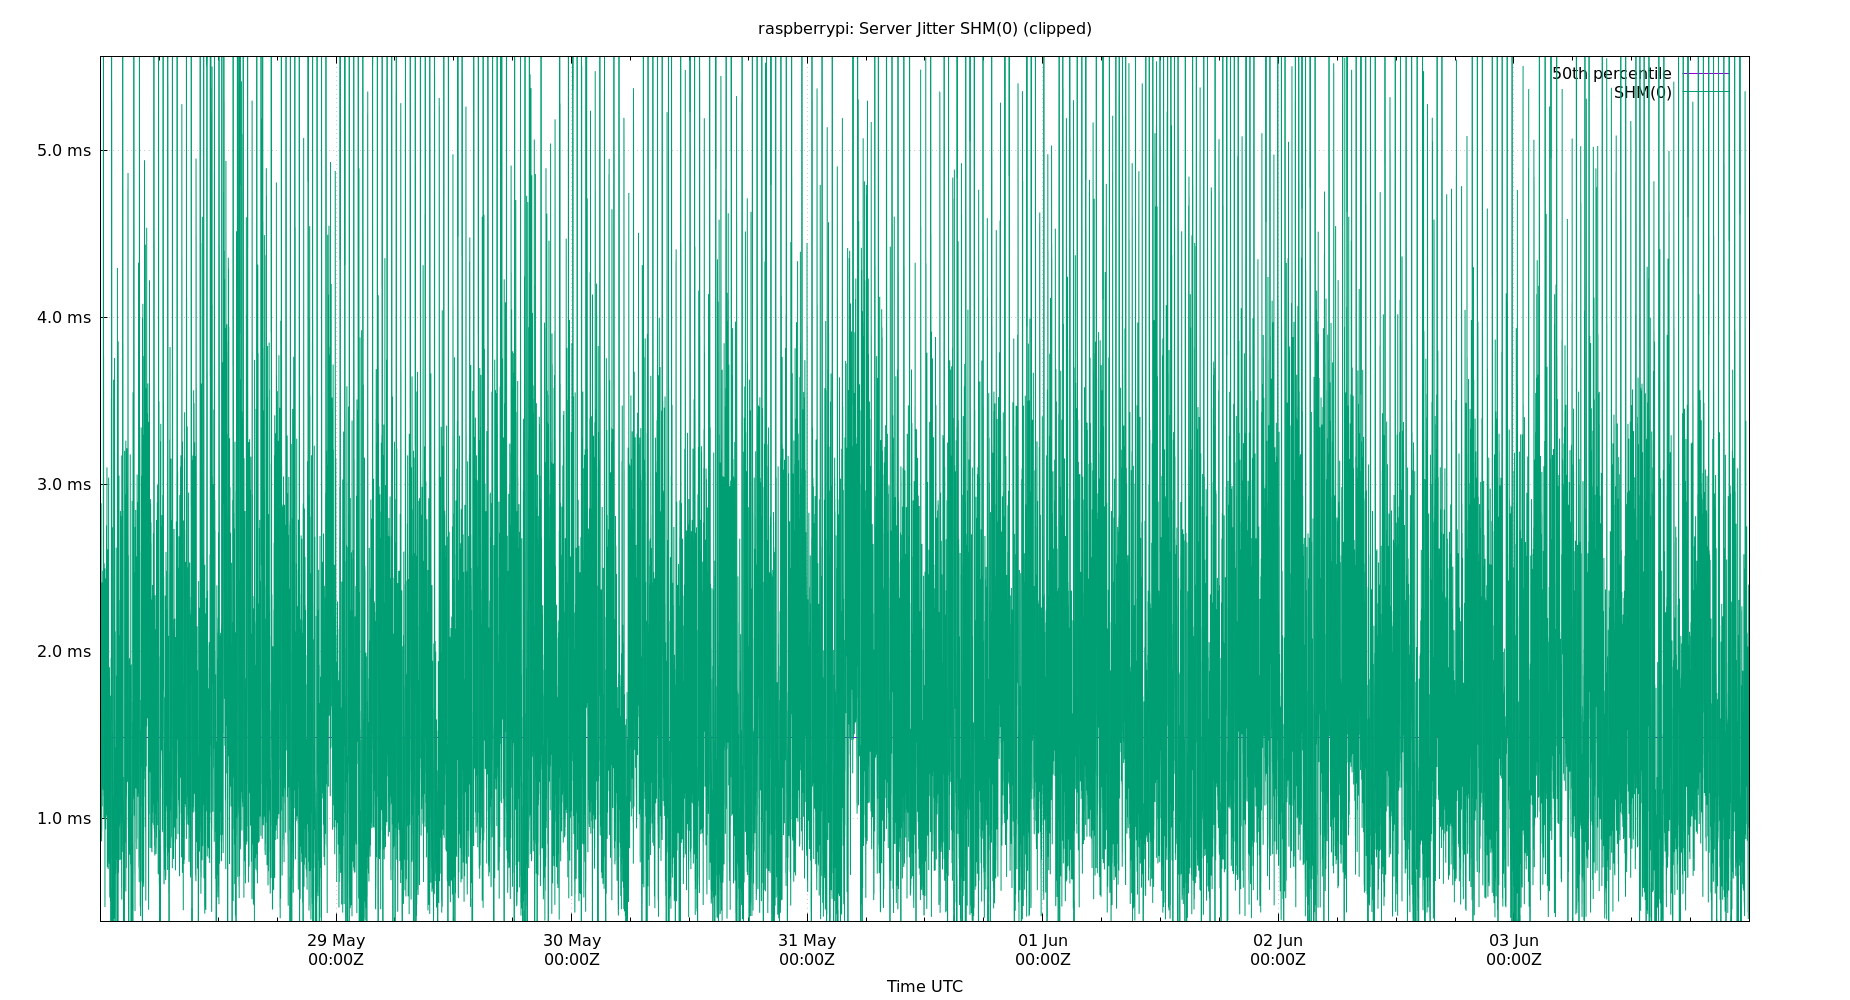 raspberrypi: Server Jitter SHM(0) (clipped)
50th percentile
SHM(0)
5.0 ms
4.0 ms
3.0 ms
2.0 ms
1.0 ms
29 May
00:00Z
30 May
00:00Z
31 May
00:00Z
01 Jun
00:00Z
02 Jun
00:00Z
03 Jun
00:00Z
Time UTC